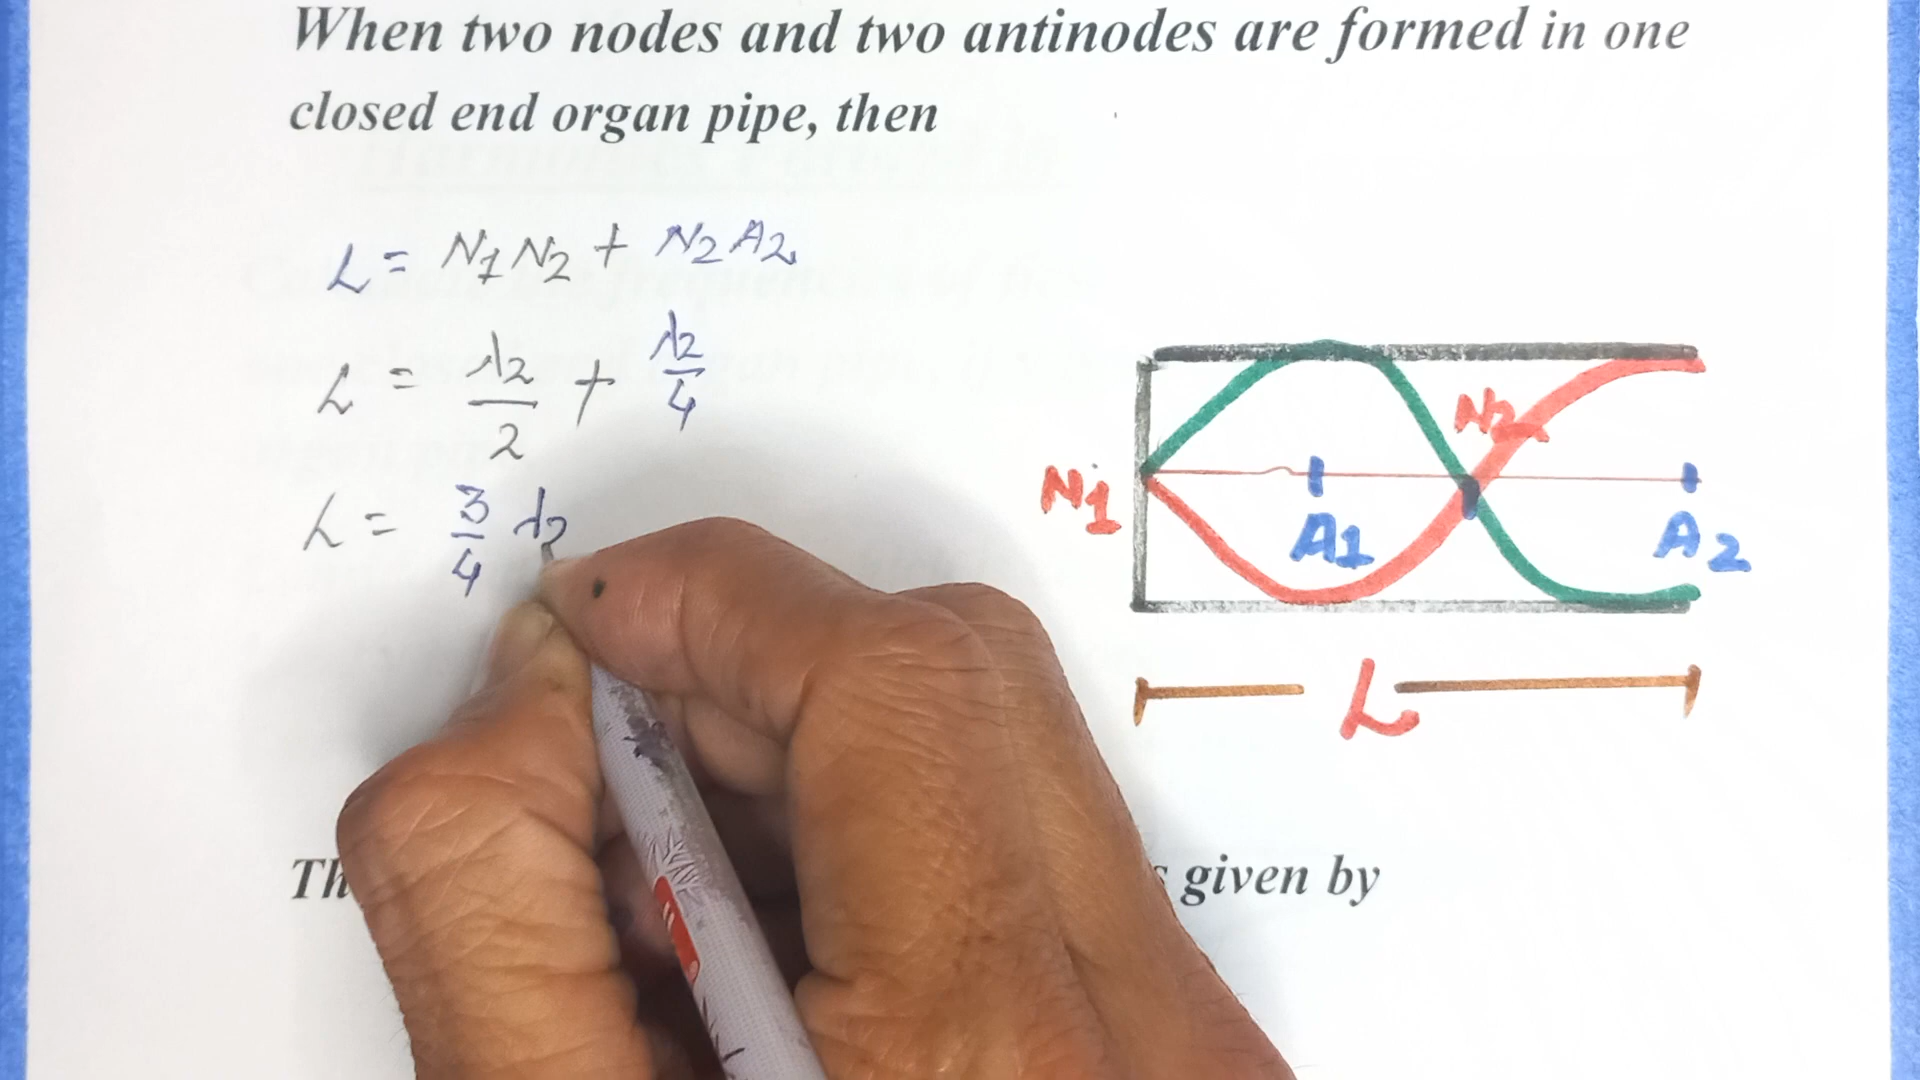 When two nodes and two antinodes are formed in one
closed end organ pipe, then
L = N1N2 + N2A2
L = λ2/2 + λ2/4
L = 3/4 λ2
N2
N1
A1
A2
L
given by